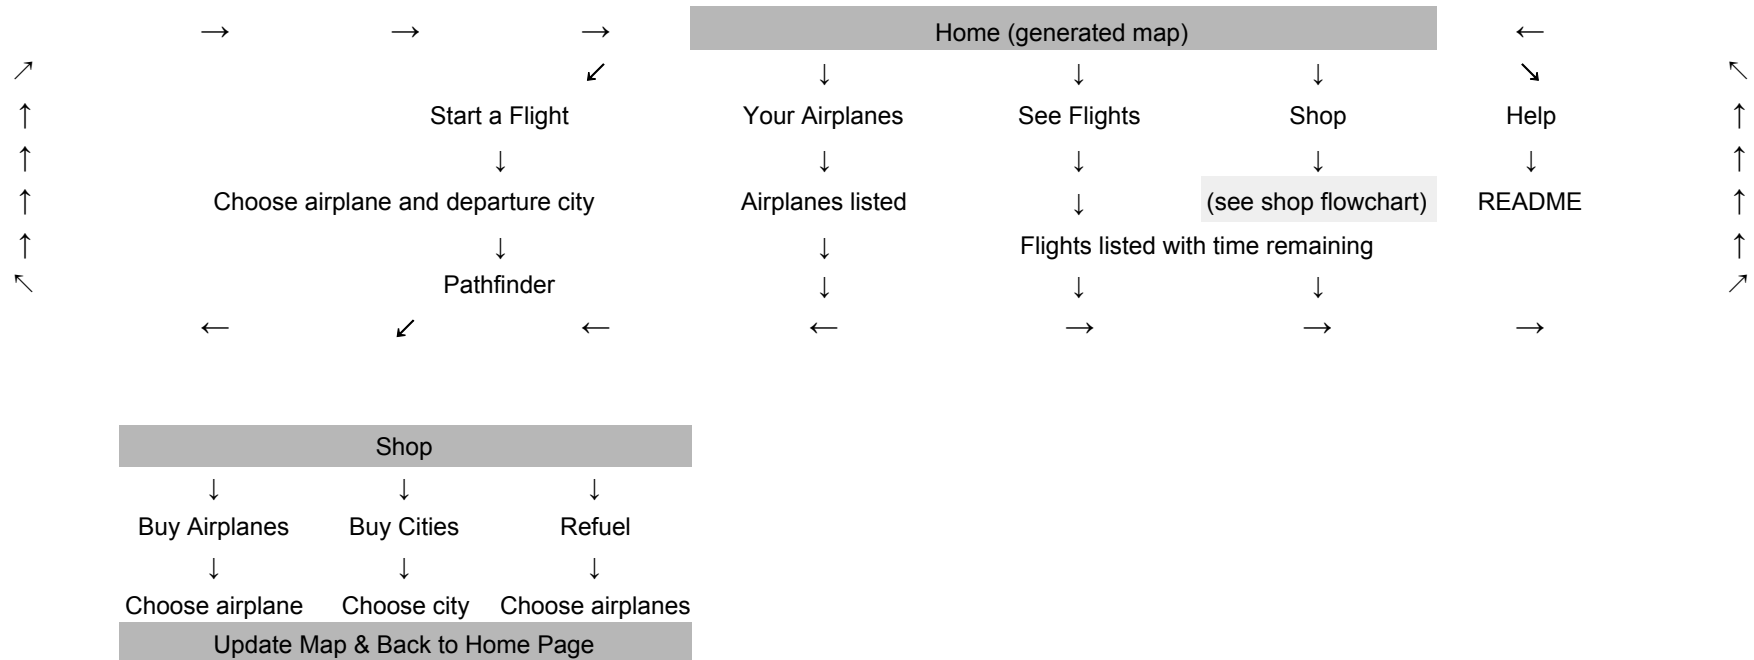 → → → Home (generated map) ←
↗ ↙ ↓ ↓ ↓ ↘ ↖
↑ Start a Flight Your Airplanes See Flights Shop Help ↑
↑ ↓ ↓ ↓ ↓ ↓ ↑
↑ Choose airplane and departure city Airplanes listed ↓ (see shop flowchart) README ↑
↑ ↓ ↓ Flights listed with time remaining ↑
↖ Pathfinder ↓ ↓ ↓ ↗
← ↙ ← ← → → →
Shop
↓ ↓ ↓
Buy Airplanes Buy Cities Refuel
↓ ↓ ↓
Choose airplane Choose city Choose airplanes
Update Map & Back to Home Page